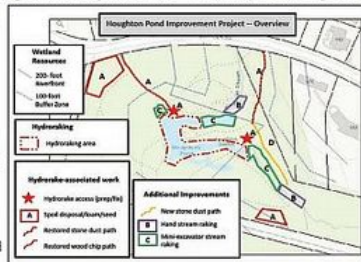 Houghton Pond Improvement Project – Overview
Wetland
Resources
200- foot
Riverfront
100-foot
Buffer Zone
Hydroraking
Hydroraking area
Hydrorake-associated work
Hydrorake access (prep/fix)
A
Spoil disposal/loam/seed
Restored stone dust path
Restored wood chip path
Additional Improvements
New stone dust path
B
Hand stream raking
C
Mini-excavator stream
raking
A
A
A
A
B
C
C
A
D
C
B
A